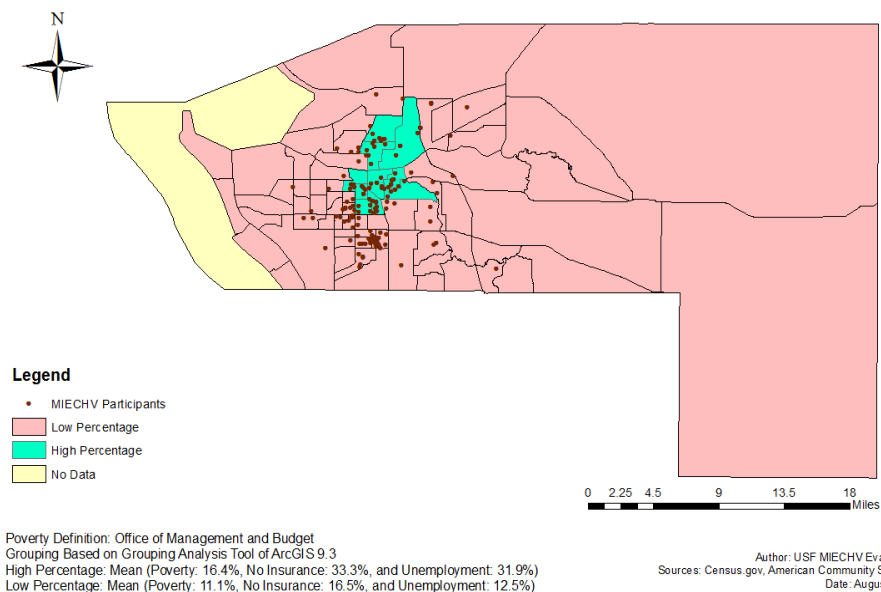 N
Legend
MIECHV Participants
Low Percentage
High Percentage
No Data
0 2.25 4.5 9 13.5 18
Miles
Poverty Definition: Office of Management and Budget
Grouping Based on Grouping Analysis Tool of ArcGIS 9.3
High Percentage: Mean (Poverty: 16.4%, No Insurance: 33.3%, and Unemployment: 31.9%)
Low Percentage: Mean (Poverty: 11.1%, No Insurance: 16.5%, and Unemployment: 12.5%)
Author: USF MIECHV Eva
Sources: Census.gov, American Community S
Date: Augus